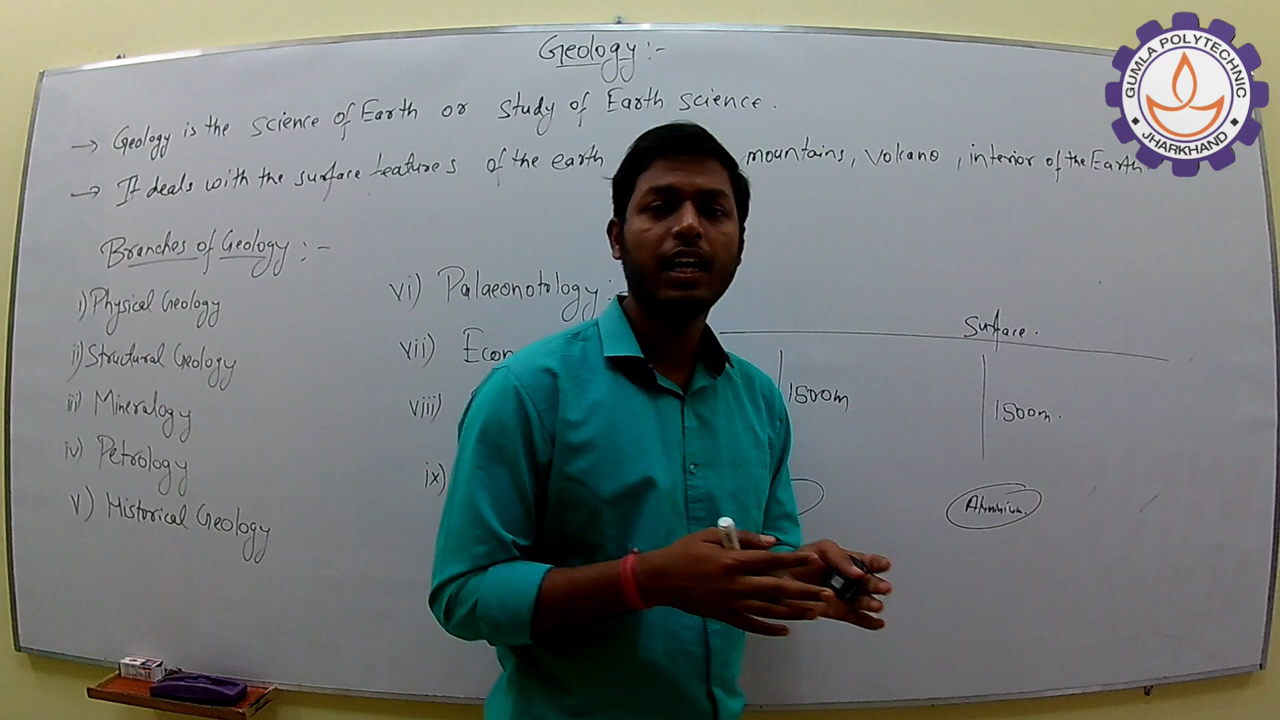 Geology :-
→ Geology is the science of Earth or study of Earth science.
→ It deals with the surface features of the earth mountains, Volcano, interior of the Earth
Branches of Geology :-
i) Physical Geology
ii) Structural Geology
iii) Mineralogy
iv) Petrology
v) Historical Geology
vi) Palaeonotology :-
vii) Econ
viii)
ix)
Surface.
1500m
1500m.
GUMLA POLYTECHNIC
JHARKHAND